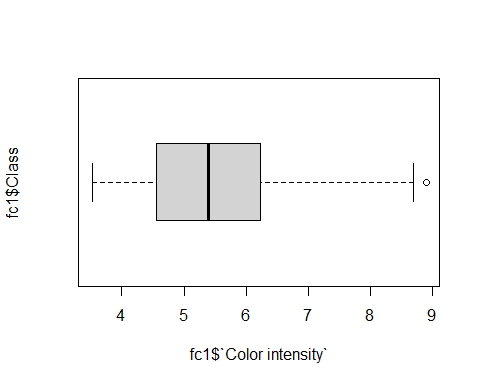 fc1$Class
4 5 6 7 8 9
fc1$`Color intensity`